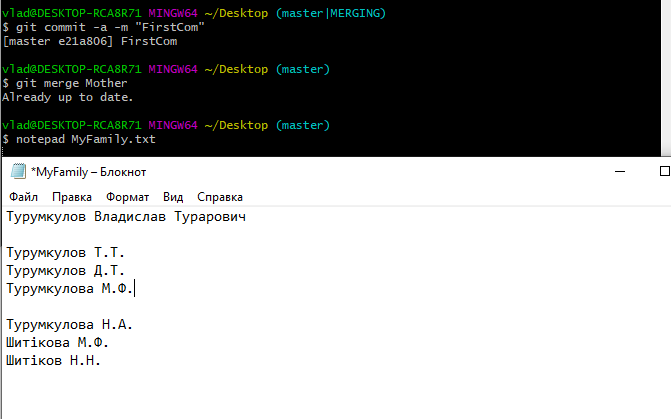 vlad@DESKTOP-RCA8R71 MINGW64 ~/Desktop (master|MERGING)
$ git commit -a -m "FirstCom"
[master e21a806] FirstCom
vlad@DESKTOP-RCA8R71 MINGW64 ~/Desktop (master)
$ git merge Mother
Already up to date.
vlad@DESKTOP-RCA8R71 MINGW64 ~/Desktop (master)
$ notepad MyFamily.txt
*MyFamily – Блокнот
Файл Правка Формат Вид Справка
Турумкулов Владислав Турарович
Турумкулов Т.Т.
Турумкулов Д.Т.
Турумкулова М.Ф.
Турумкулова Н.А.
Шитікова М.Ф.
Шитіков Н.Н.